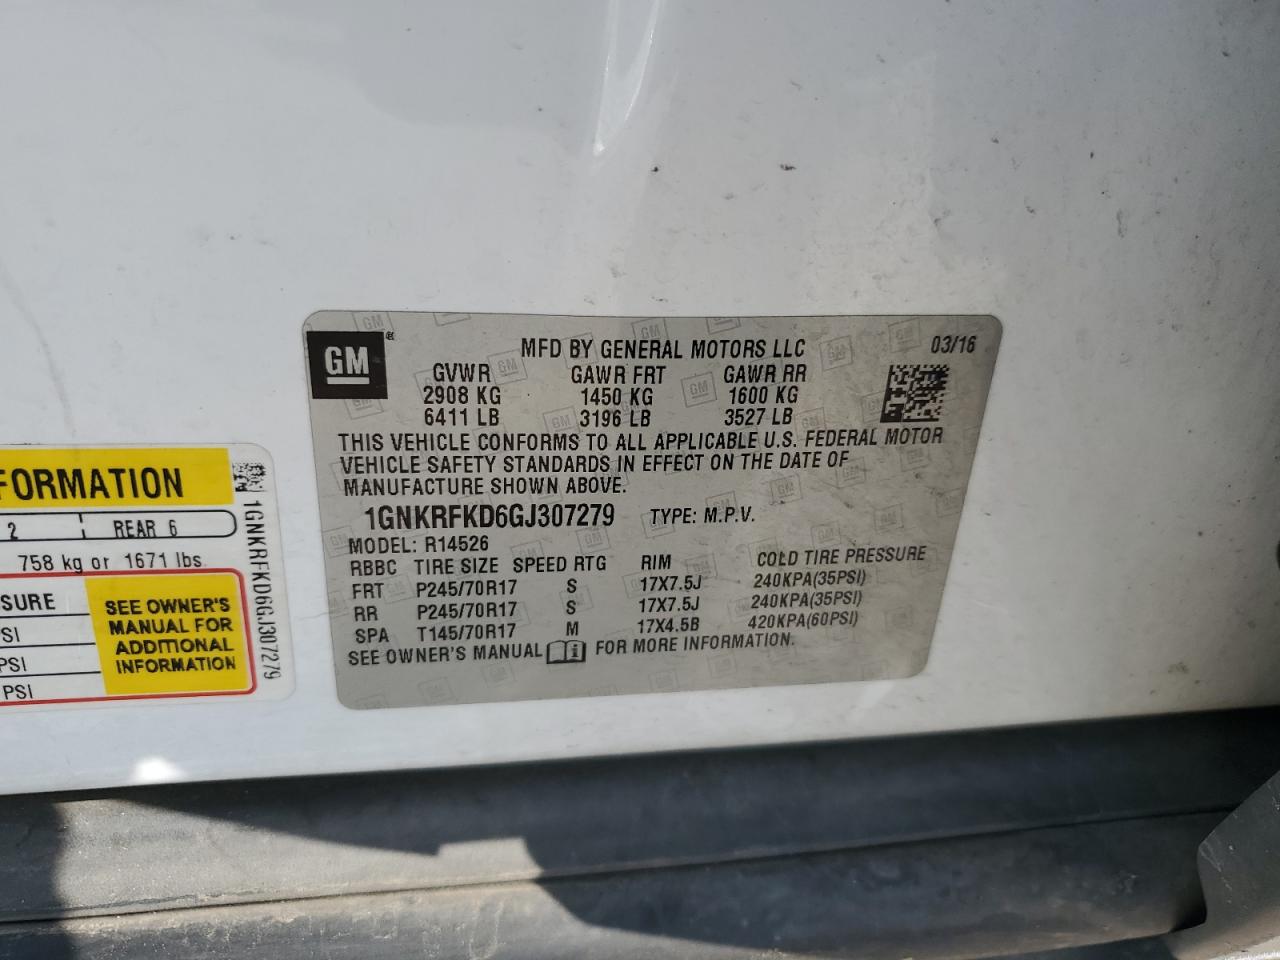 GM
MFD BY GENERAL MOTORS LLC 03/16
GVWR GAWR FRT GAWR RR
2908 KG 1450 KG 1600 KG
6411 LB 3196 LB 3527 LB
THIS VEHICLE CONFORMS TO ALL APPLICABLE U.S. FEDERAL MOTOR
VEHICLE SAFETY STANDARDS IN EFFECT ON THE DATE OF
MANUFACTURE SHOWN ABOVE.
1GNKRFKD6GJ307279 TYPE: M.P.V.
MODEL: R14526
RBBC TIRE SIZE SPEED RTG RIM COLD TIRE PRESSURE
FRT P245/70R17 S 17X7.5J 240KPA(35PSI)
RR P245/70R17 S 17X7.5J 240KPA(35PSI)
SPA T145/70R17 M 17X4.5B 420KPA(60PSI)
SEE OWNER'S MANUAL i FOR MORE INFORMATION.
FORMATION
2 REAR 6
758 kg or 1671 lbs.
SURE
SI
PSI
PSI
SEE OWNER'S
MANUAL FOR
ADDITIONAL
INFORMATION
1GNKRFKD6GJ307279